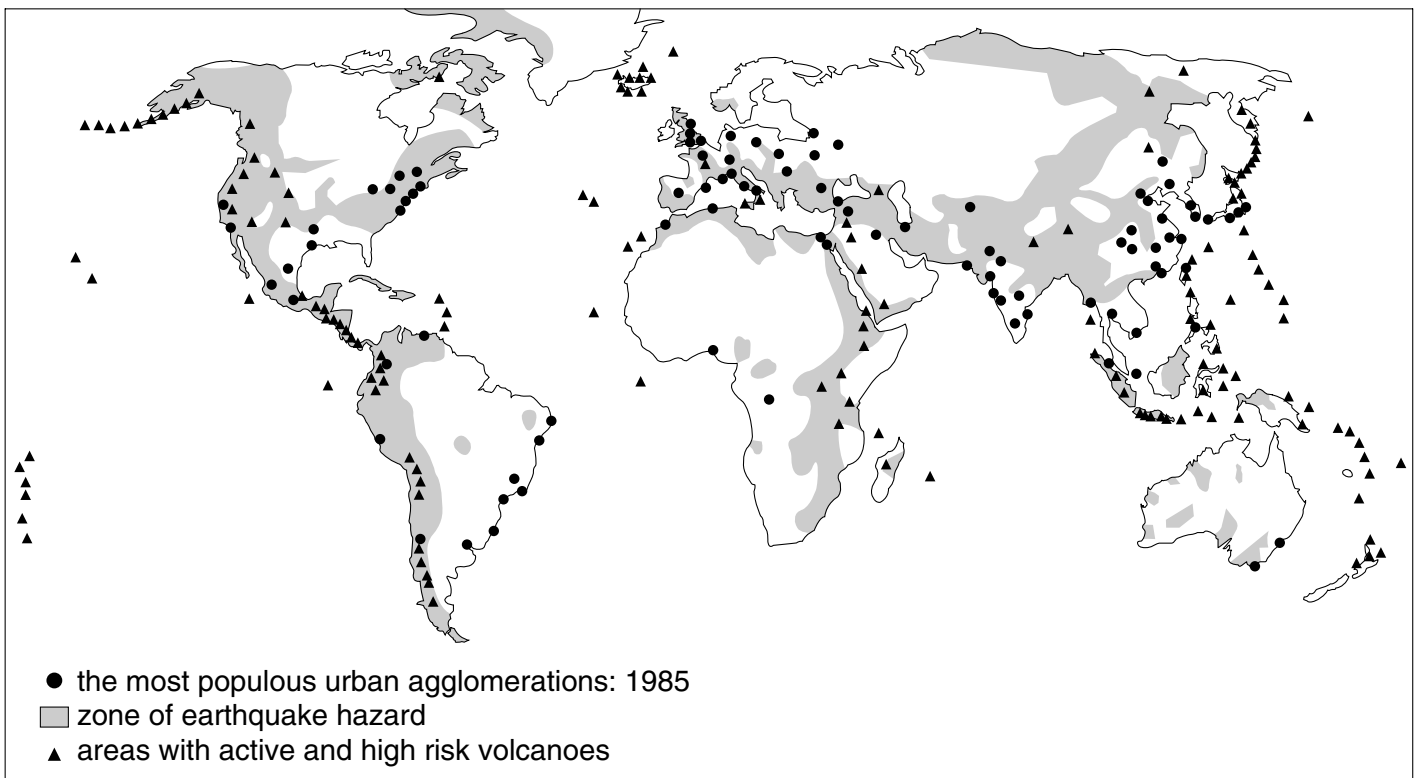 the most populous urban agglomerations: 1985
zone of earthquake hazard
areas with active and high risk volcanoes